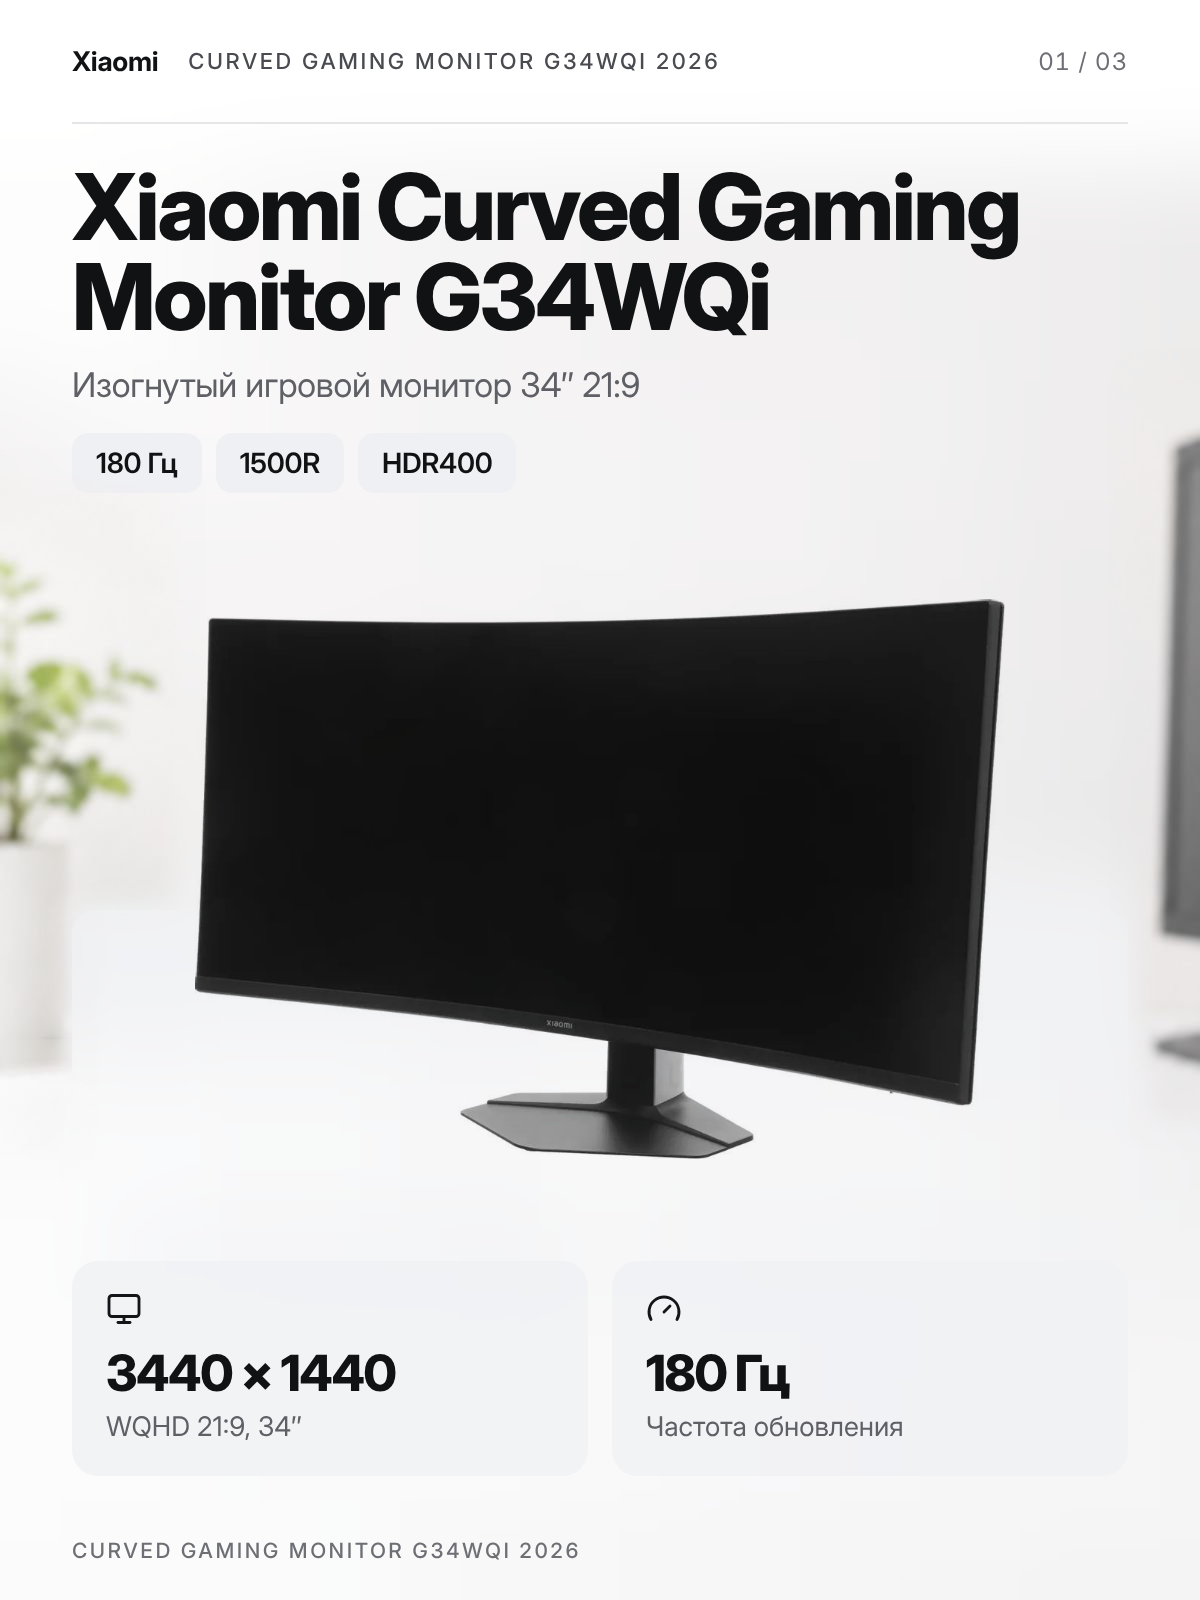 Xiaomi CURVED GAMING MONITOR G34WQI 2026 01 / 03
Xiaomi Curved Gaming
Monitor G34WQi
Изогнутый игровой монитор 34″ 21:9
180 Гц 1500R HDR400
xiaomi
3440 × 1440
WQHD 21:9, 34″
180 Гц
Частота обновления
CURVED GAMING MONITOR G34WQI 2026